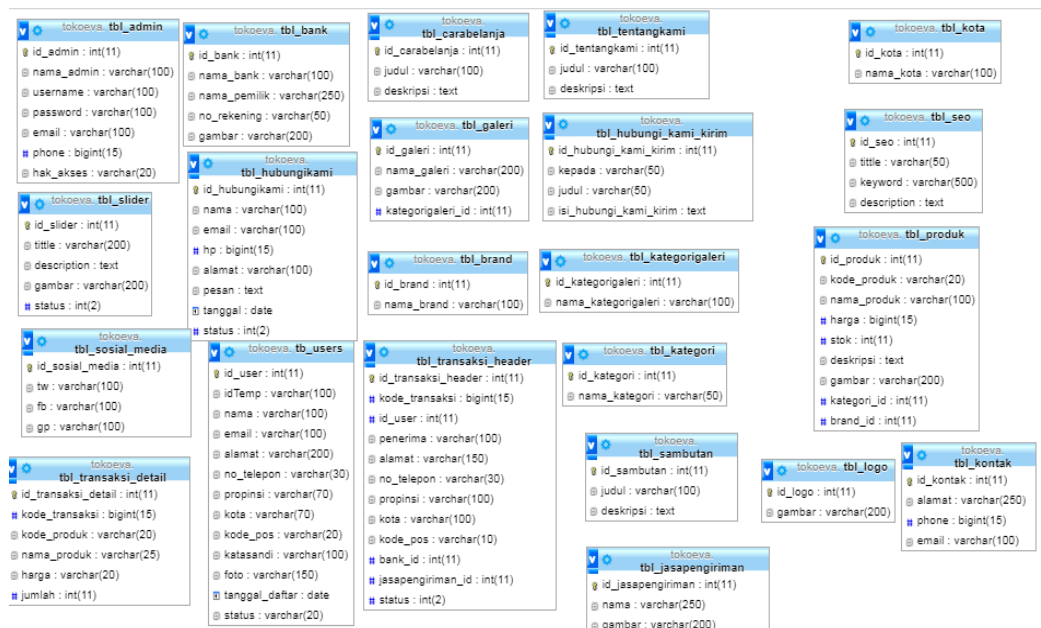 tokoeva. tbl_admin
id_admin : int(11)
nama_admin : varchar(100)
username : varchar(100)
password : varchar(100)
email : varchar(100)
phone : bigint(15)
hak_akses : varchar(20)
tokoeva. tbl_bank
id_bank : int(11)
nama_bank : varchar(100)
nama_pemilik : varchar(250)
no_rekening : varchar(50)
gambar : varchar(200)
tokoeva.
tbl_carabelanja
id_carabelanja : int(11)
judul : varchar(100)
deskripsi : text
tokoeva.
tbl_tentangkami
id_tentangkami : int(11)
judul : varchar(100)
deskripsi : text
tokoeva. tbl_kota
id_kota : int(11)
nama_kota : varchar(100)
tokoeva. tbl_galeri
id_galeri : int(11)
nama_galeri : varchar(200)
gambar : varchar(200)
kategorigaleri_id : int(11)
tokoeva.
tbl_hubungi_kami_kirim
id_hubungi_kami_kirim : int(11)
kepada : varchar(50)
judul : varchar(50)
isi_hubungi_kami_kirim : text
tokoeva. tbl_seo
id_seo : int(11)
tittle : varchar(50)
keyword : varchar(500)
description : text
tokoeva.
tbl_hubungikami
id_hubungikami : int(11)
nama : varchar(100)
email : varchar(100)
hp : bigint(15)
alamat : varchar(100)
pesan : text
tanggal : date
status : int(2)
tokoeva. tbl_slider
id_slider : int(11)
tittle : varchar(200)
description : text
gambar : varchar(200)
status : int(2)
tokoeva. tbl_brand
id_brand : int(11)
nama_brand : varchar(100)
tokoeva. tbl_kategorigaleri
id_kategorigaleri : int(11)
nama_kategorigaleri : varchar(100)
tokoeva. tbl_produk
id_produk : int(11)
kode_produk : varchar(20)
nama_produk : varchar(100)
harga : bigint(15)
stok : int(11)
deskripsi : text
gambar : varchar(200)
kategori_id : int(11)
brand_id : int(11)
tokoeva.
tbl_sosial_media
id_sosial_media : int(11)
tw : varchar(100)
fb : varchar(100)
gp : varchar(100)
tokoeva. tb_users
id_user : int(11)
idTemp : varchar(100)
nama : varchar(100)
email : varchar(100)
alamat : varchar(200)
no_telepon : varchar(30)
propinsi : varchar(70)
kota : varchar(70)
kode_pos : varchar(20)
katasandi : varchar(100)
foto : varchar(150)
tanggal_daftar : date
status : varchar(20)
tokoeva.
tbl_transaksi_header
id_transaksi_header : int(11)
kode_transaksi : bigint(15)
id_user : int(11)
penerima : varchar(100)
alamat : varchar(150)
no_telepon : varchar(30)
propinsi : varchar(100)
kota : varchar(100)
kode_pos : varchar(10)
bank_id : int(11)
jasapengiriman_id : int(11)
status : int(2)
tokoeva. tbl_kategori
id_kategori : int(11)
nama_kategori : varchar(50)
tokoeva.
tbl_sambutan
id_sambutan : int(11)
judul : varchar(100)
deskripsi : text
tokoeva. tbl_logo
id_logo : int(11)
gambar : varchar(200)
tokoeva.
tbl_kontak
id_kontak : int(11)
alamat : varchar(250)
phone : bigint(15)
email : varchar(100)
tokoeva.
tbl_transaksi_detail
id_transaksi_detail : int(11)
kode_transaksi : bigint(15)
kode_produk : varchar(20)
nama_produk : varchar(25)
harga : varchar(20)
jumlah : int(11)
tokoeva.
tbl_jasapengiriman
id_jasapengiriman : int(11)
nama : varchar(250)
gambar : varchar(200)